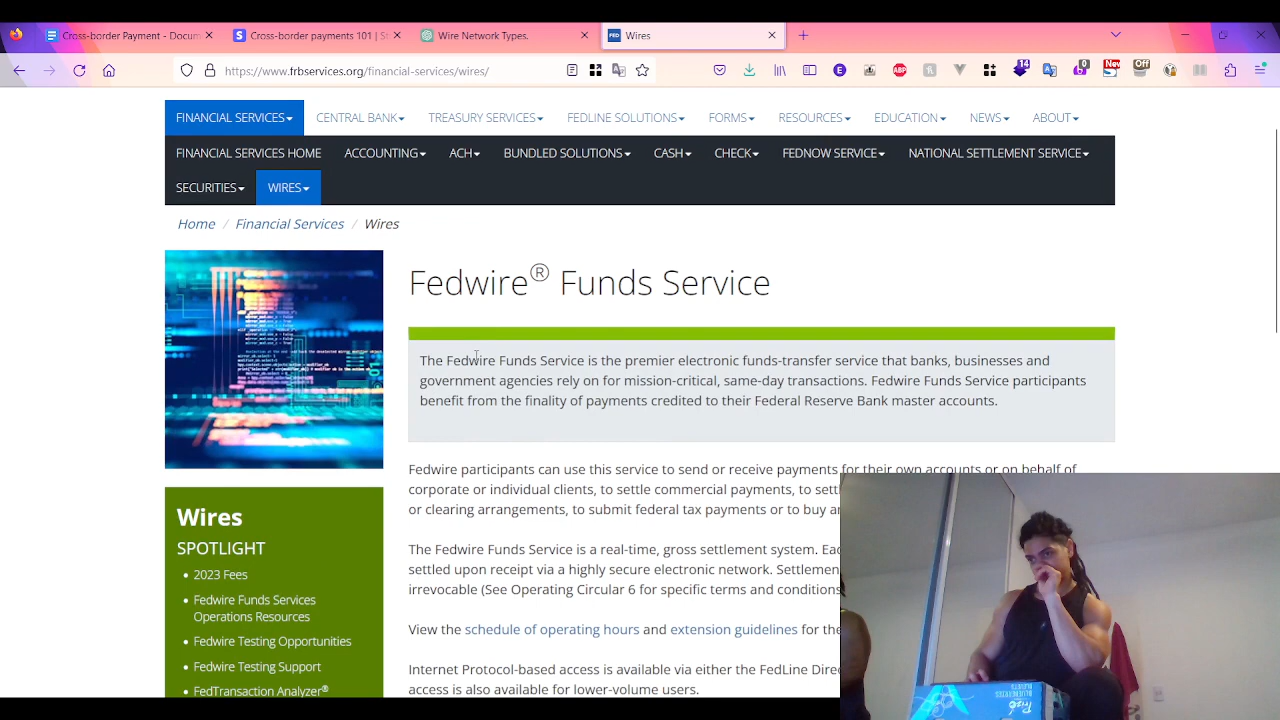 Cross-border Payment - Docum
Cross-border payments 101 | S
Wire Network Types.
FED Wires
https://www.frbservices.org/financial-services/wires/
New
14
Off
ABP
0
FINANCIAL SERVICES CENTRAL BANK TREASURY SERVICES FEDLINE SOLUTIONS FORMS RESOURCES EDUCATION NEWS ABOUT
FINANCIAL SERVICES HOME ACCOUNTING ACH BUNDLED SOLUTIONS CASH CHECK FEDNOW SERVICE NATIONAL SETTLEMENT SERVICE
SECURITIES WIRES
Home / Financial Services / Wires
Fedwire® Funds Service
The Fedwire Funds Service is the premier electronic funds-transfer service that banks, businesses and
government agencies rely on for mission-critical, same-day transactions. Fedwire Funds Service participants
benefit from the finality of payments credited to their Federal Reserve Bank master accounts.
Fedwire participants can use this service to send or receive payments for their own accounts or on behalf of
corporate or individual clients, to settle commercial payments, to settl
or clearing arrangements, to submit federal tax payments or to buy a
The Fedwire Funds Service is a real-time, gross settlement system. Eac
settled upon receipt via a highly secure electronic network. Settlemen
irrevocable (See Operating Circular 6 for specific terms and conditions
View the schedule of operating hours and extension guidelines for the
Internet Protocol-based access is available via either the FedLine Direc
access is also available for lower-volume users.
Wires
SPOTLIGHT
• 2023 Fees
• Fedwire Funds Services
Operations Resources
• Fedwire Testing Opportunities
• Fedwire Testing Support
• FedTransaction Analyzer®